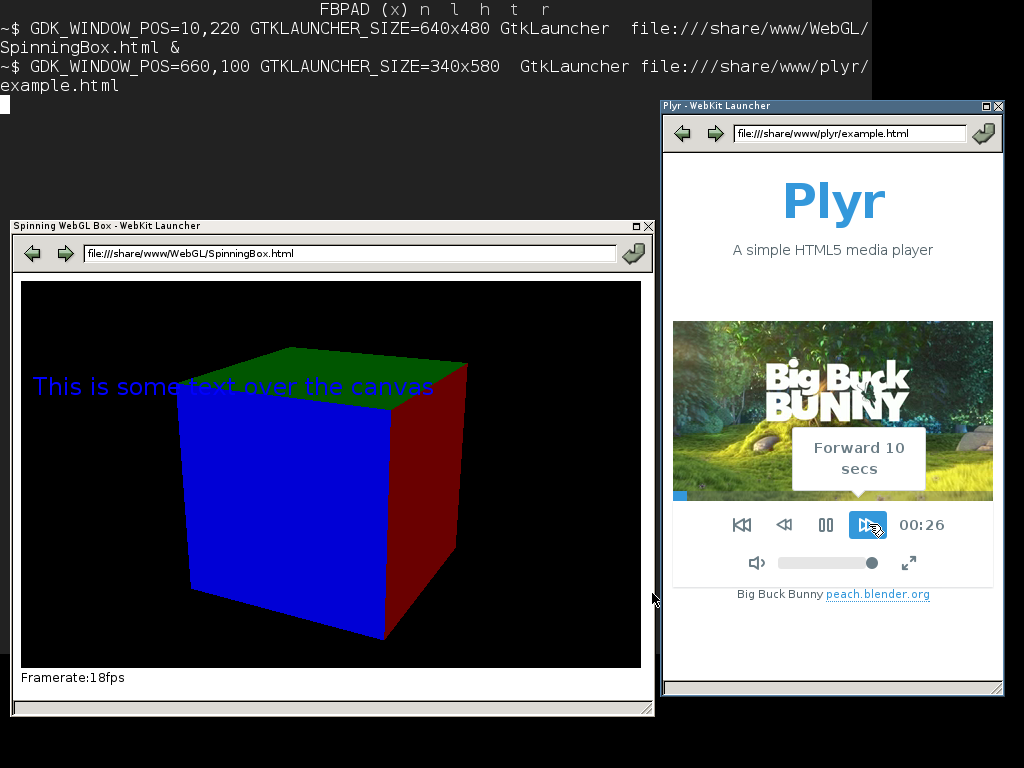 FBPAD (x) n l h t r
~$ GDK_WINDOW_POS=10,220 GTKLAUNCHER_SIZE=640x480 GtkLauncher  file:///share/www/WebGL/
SpinningBox.html &
~$ GDK_WINDOW_POS=660,100 GTKLAUNCHER_SIZE=340x580  GtkLauncher file:///share/www/plyr/
example.html
Plyr - WebKit Launcher
file:///share/www/plyr/example.html
Plyr
A simple HTML5 media player
Big Buck
BUNNY
Forward 10
secs
00:26
Big Buck Bunny peach.blender.org
Spinning WebGL Box - WebKit Launcher
file:///share/www/WebGL/SpinningBox.html
This is some text over the canvas
Framerate:18fps